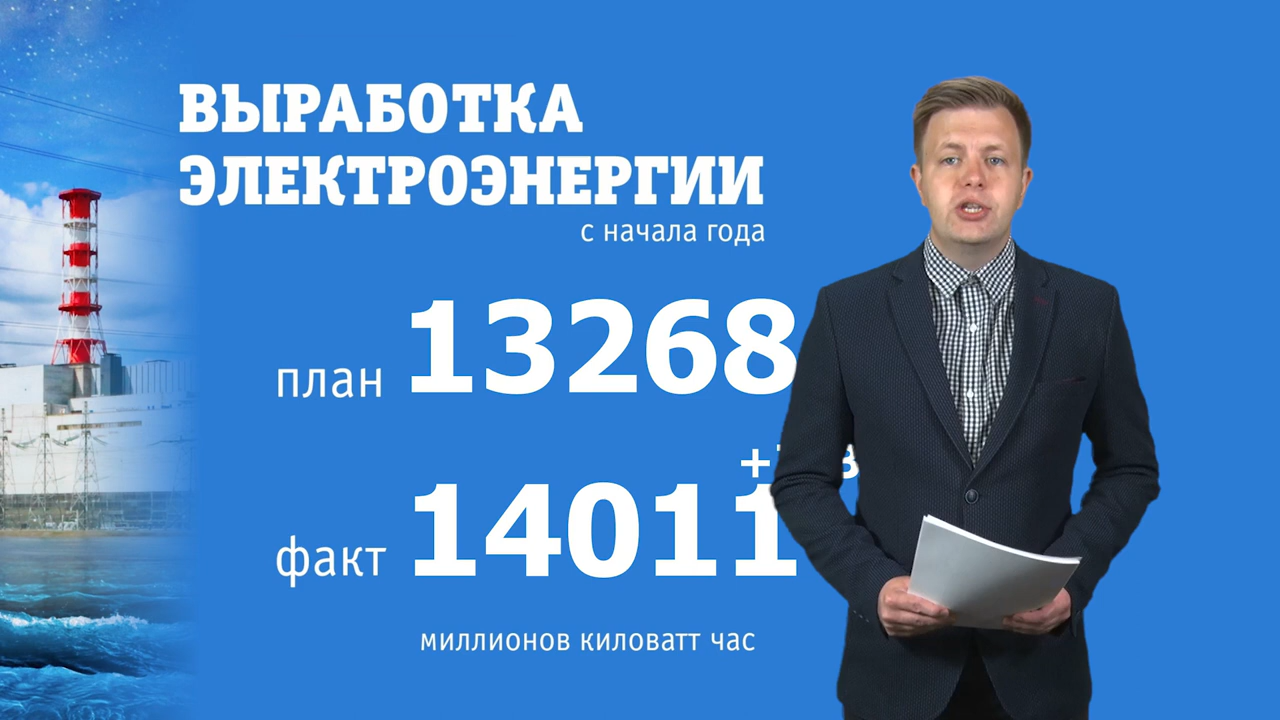 ВЫРАБОТКА
ЭЛЕКТРОЭНЕРГИИ
с начала года
план 13268
факт 14011
миллионов киловатт час